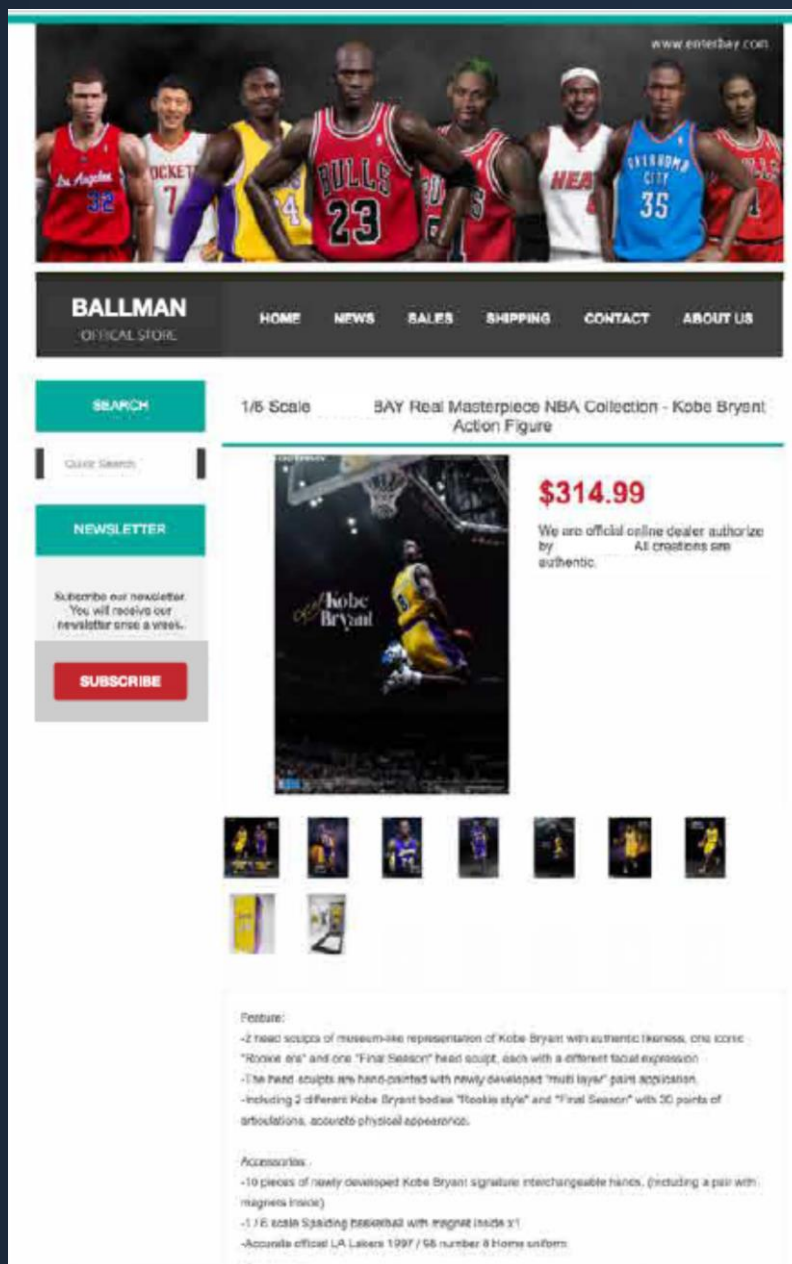 www.enterbay.com
Los Angeles
32
OCKET
7
24
BULLS
23
HEA
OKLAHOMA
CITY
35
BALLMAN
OFFICAL STORE
HOME NEWS SALES SHIPPING CONTACT ABOUT US
SEARCH
Quick Search
NEWSLETTER
Subscribe our newsletter.
You will receive our
newsletter once a week.
SUBSCRIBE
1/6 Scale BAY Real Masterpiece NBA Collection - Kobe Bryant
Action Figure
Kobe
Bryant
8
$314.99
We are official online dealer authorize
by All creations are
authentic.
Feature:
-2 head sculpts of museum-like representation of Kobe Bryant with authentic likeness, one iconic
"Rookie era" and one "Final Season" head sculpt, each with a different facial expression
-The head sculpts are hand-painted with newly developed "multi layer" paint application.
-Including 2 different Kobe Bryant bodies "Rookie style" and "Final Season" with 30 points of
articulations, accurate physical appearance.
Accessories:
-10 pieces of newly developed Kobe Bryant signature interchangeable hands. (Including a pair with
magnets inside)
-1 / 6 scale Spalding basketball with magnet inside x1
-Accurate official LA Lakers 1997 / 98 number 8 Home uniform